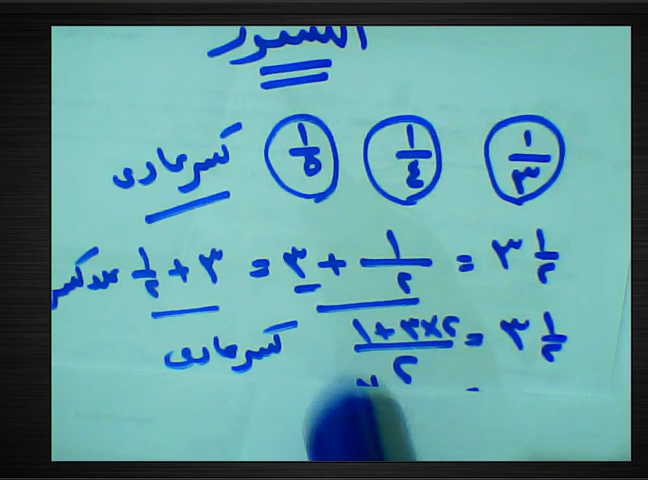 الكسور
١/٣ ١/٤ ١/٥ كسر عادى
٣ ١/٢ = ١/٢ + ٣ = ٣ + ١/٢ عدد كسر
٣ ١/٢ = (٢×٣+١)/٢ كسر عادى